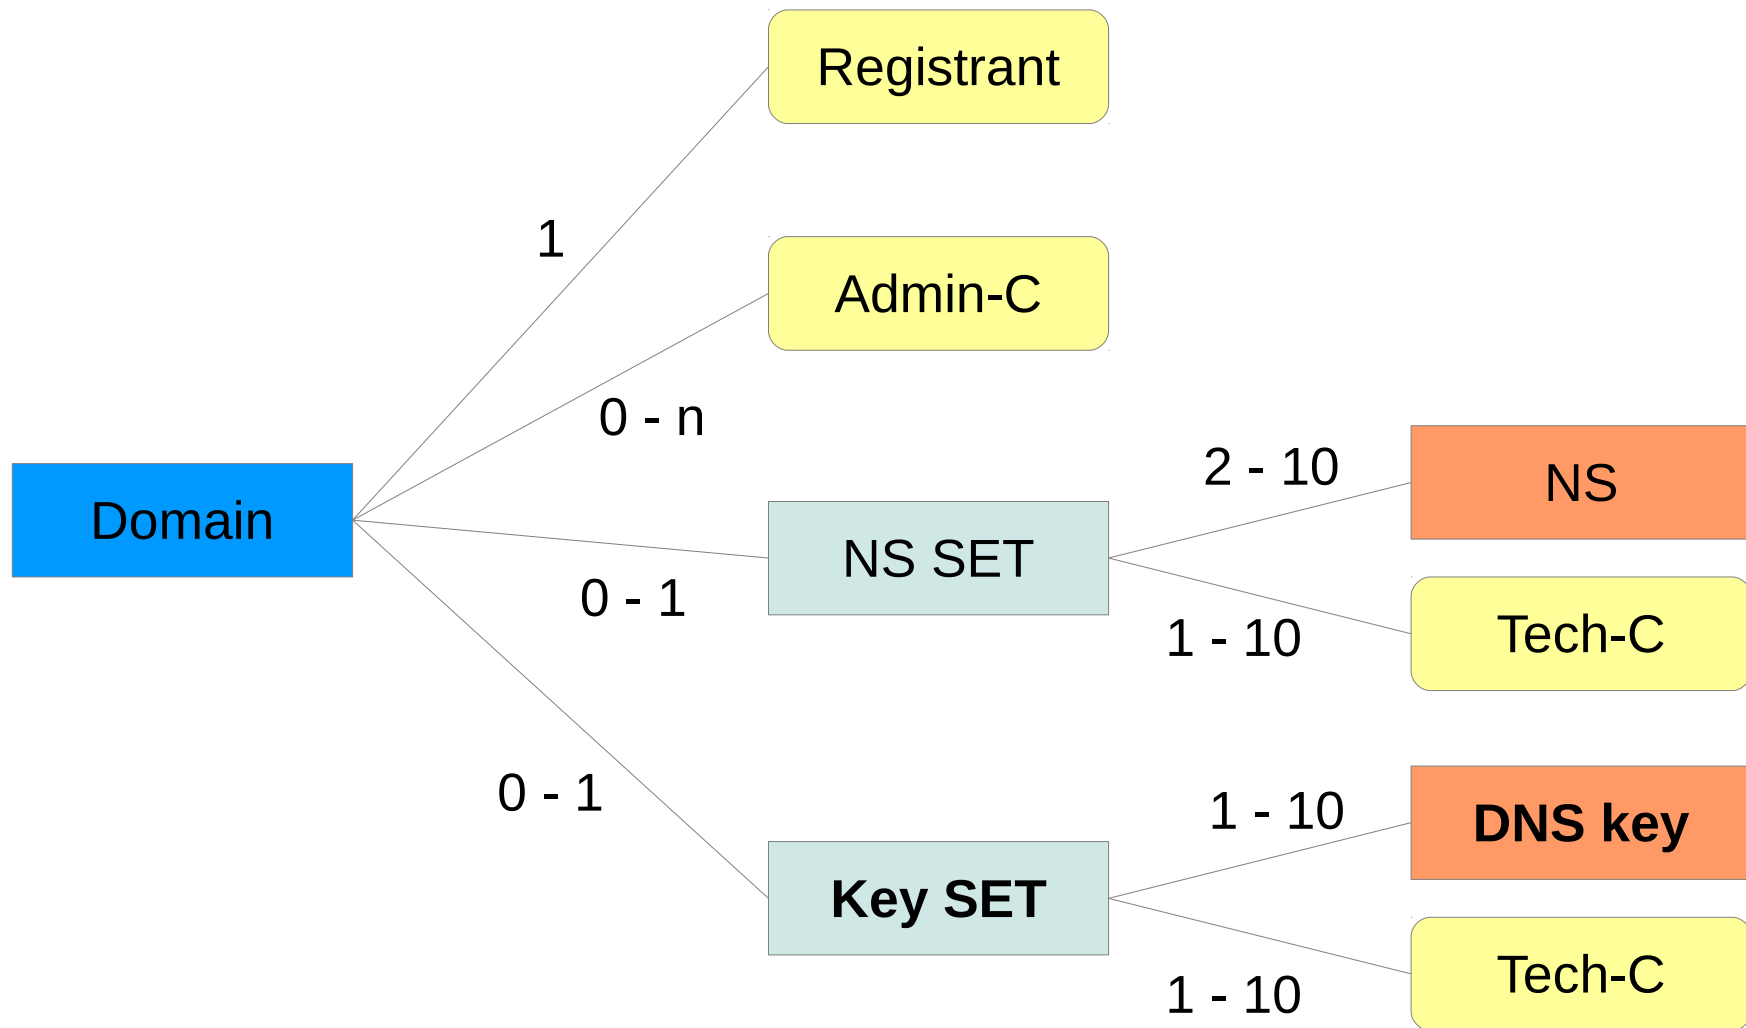 Registrant
1
Admin-C
0 - n
2 - 10
NS
Domain
NS SET
0 - 1
1 - 10
Tech-C
0 - 1
1 - 10
DNS key
Key SET
1 - 10
Tech-C